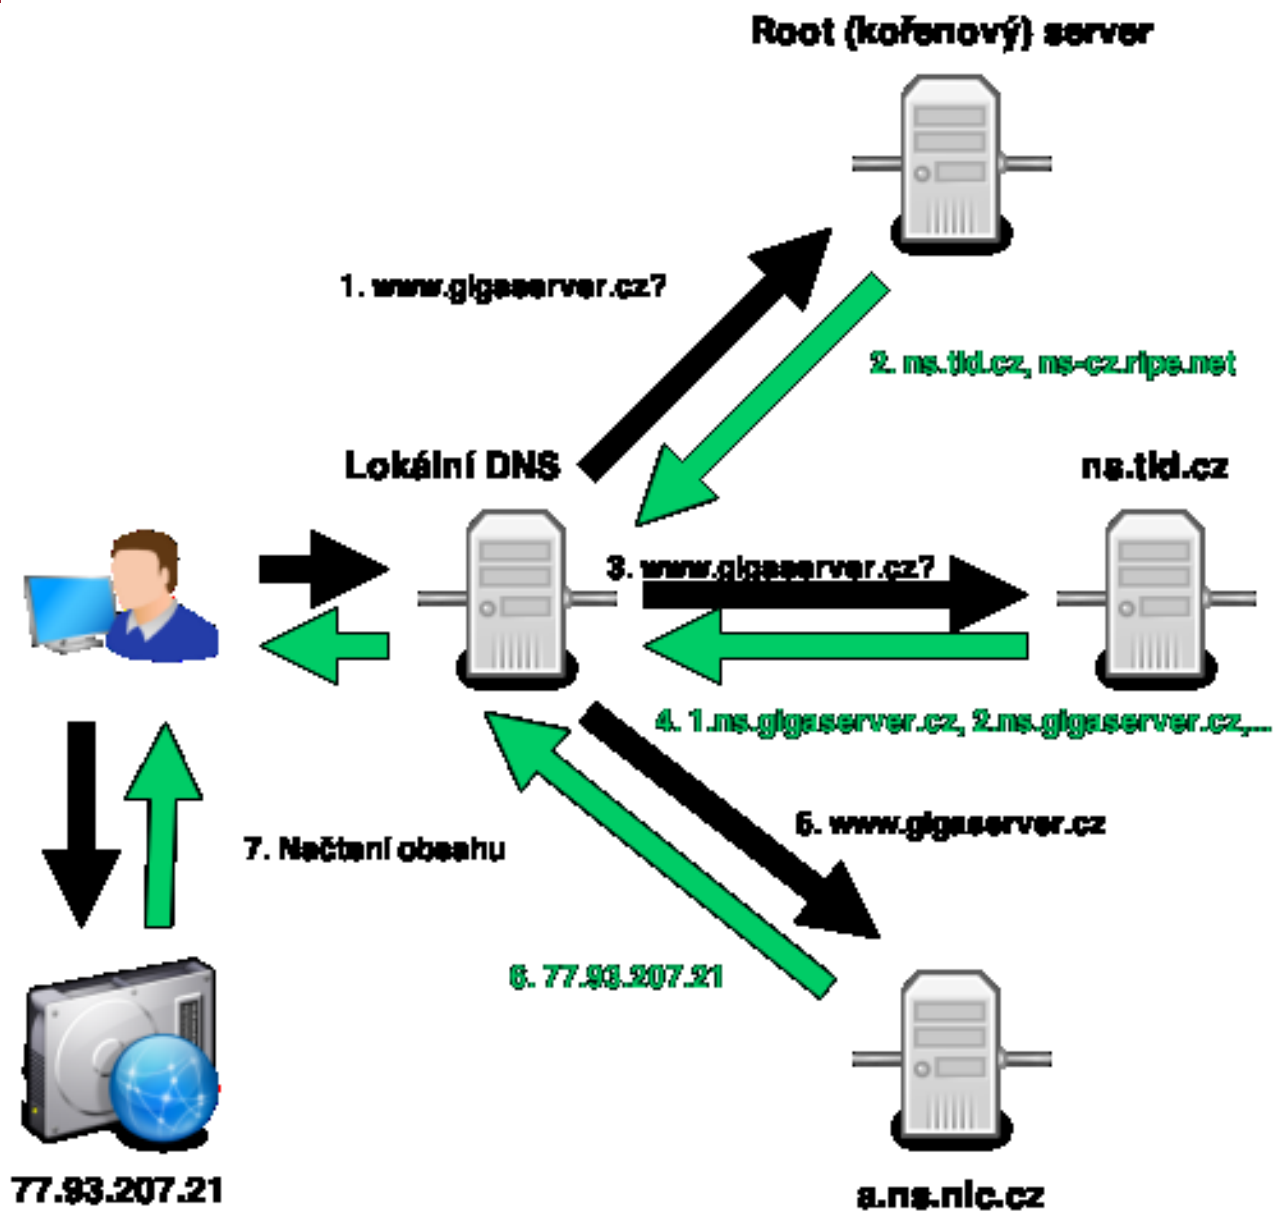 Root (kořenový) server
1. www.gigaserver.cz?
2. ns.tld.cz, ns-cz.ripe.net
Lokální DNS
ns.tld.cz
3. www.gigaserver.cz?
4. 1.ns.gigaserver.cz, 2.ns.gigaserver.cz,...
5. www.gigaserver.cz
7. Načtaní obsahu
6. 77.93.207.21
77.93.207.21
a.ns.nic.cz